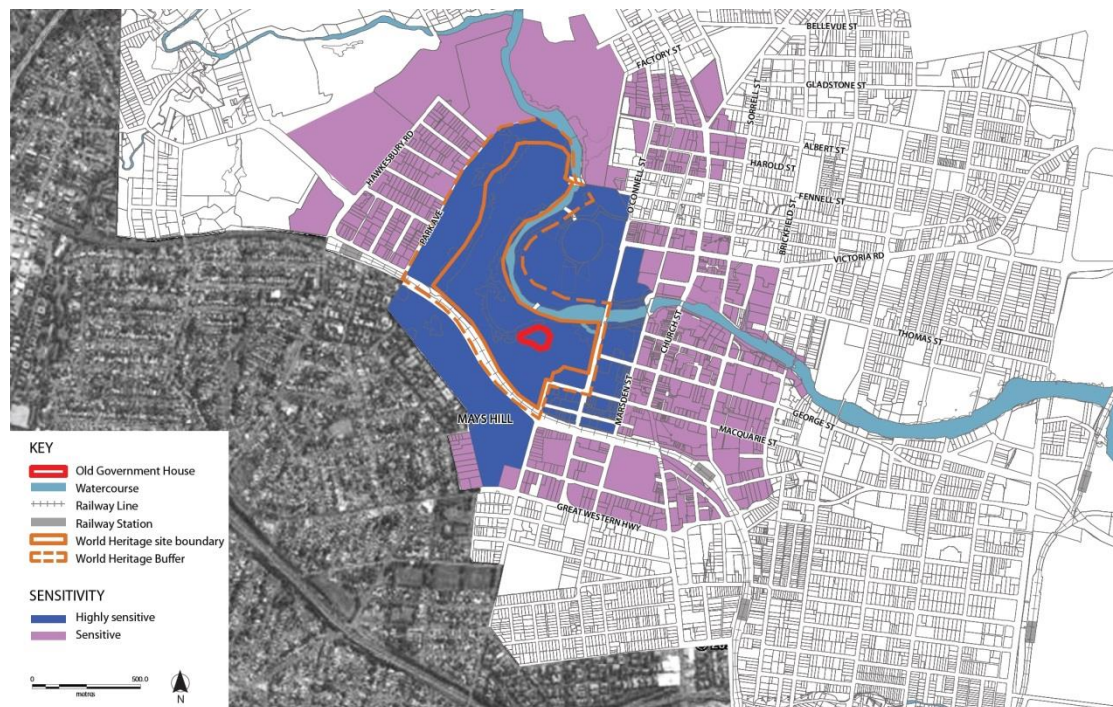 BELLEVUE ST
FACTORY ST
GLADSTONE ST
SORRELL ST
ALBERT ST
HAWKESBURY RD
HAROLD ST
O'CONNELL ST
FENNELL ST
PARK AVE
BRICKFIELD ST
VICTORIA RD
CHURCH ST
THOMAS ST
MARSDEN ST
MAYS HILL
GEORGE ST
MACQUARIE ST
GREAT WESTERN HWY
KEY
Old Government House
Watercourse
Railway Line
Railway Station
World Heritage site boundary
World Heritage Buffer
SENSITIVITY
Highly sensitive
Sensitive
0 500.0
metres
N